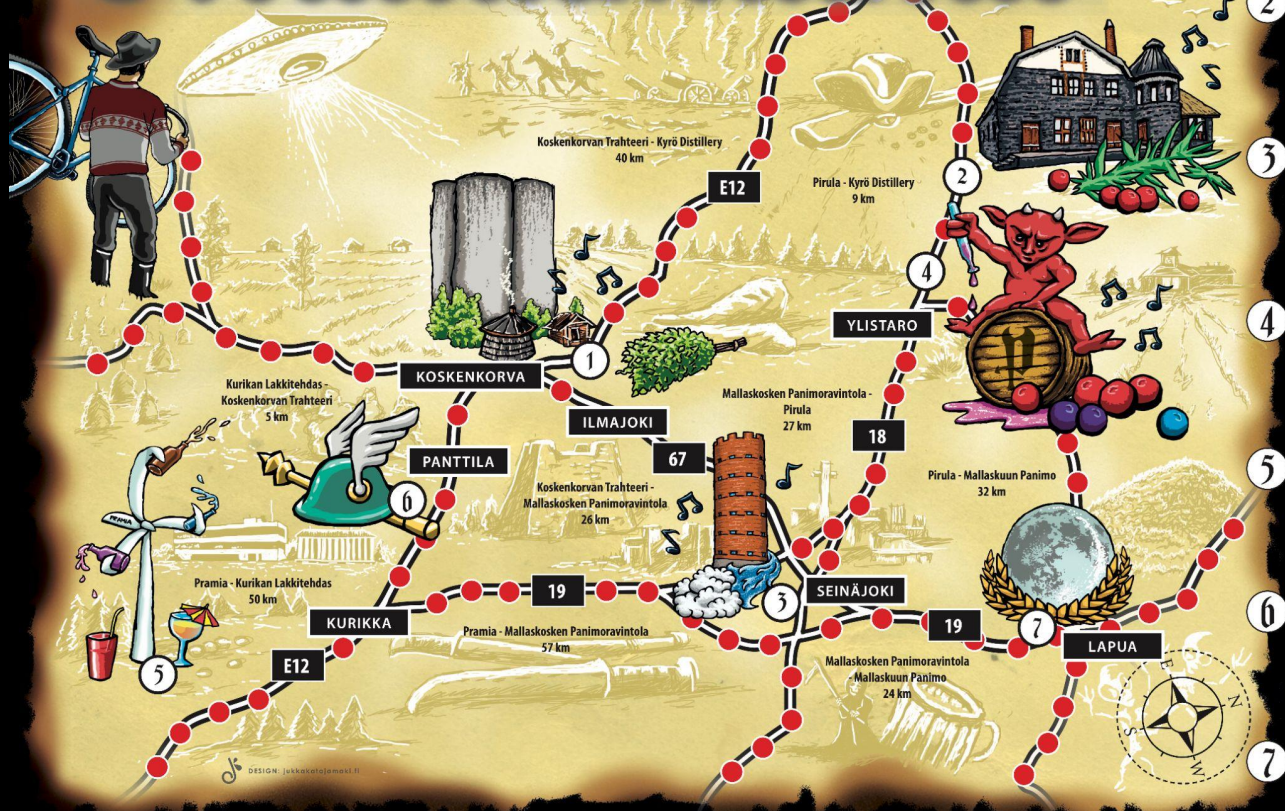 2
Koskenkorvan Trahteeri - Kyrö Distillery
40 km
3
E12
Pirula - Kyrö Distillery
9 km
2
4
YLISTARO
4
1
KOSKENKORVA
Kurikan Lakkitehdas -
Koskenkorvan Trahteeri
5 km
Mallaskosken Panimoravintola -
Pirula
27 km
ILMAJOKI
18
67
PANTTILA
5
Koskenkorvan Trahteeri -
Mallaskosken Panimoravintola
26 km
Pirula - Mallaskuun Panimo
32 km
6
PRAMIA
P
Pramia - Kurikan Lakkitehdas
50 km
19
SEINÄJOKI
3
6
KURIKKA
19
7
Pramia - Mallaskosken Panimoravintola
57 km
LAPUA
E12
5
Mallaskosken Panimoravintola
- Mallaskuun Panimo
24 km
E
N
S
W
7
DESIGN: jukkakatajamaki.fi